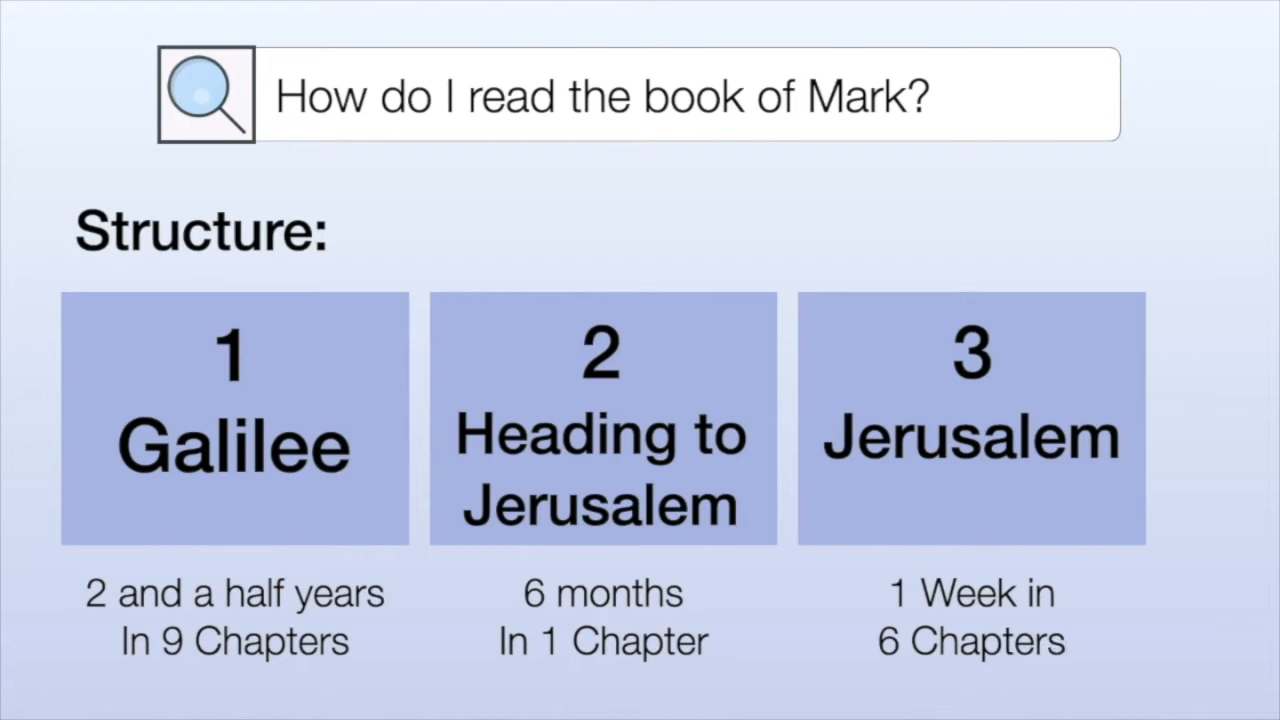 How do I read the book of Mark?
Structure:
1
Galilee
2 and a half years
In 9 Chapters
2
Heading to
Jerusalem
6 months
In 1 Chapter
3
Jerusalem
1 Week in
6 Chapters